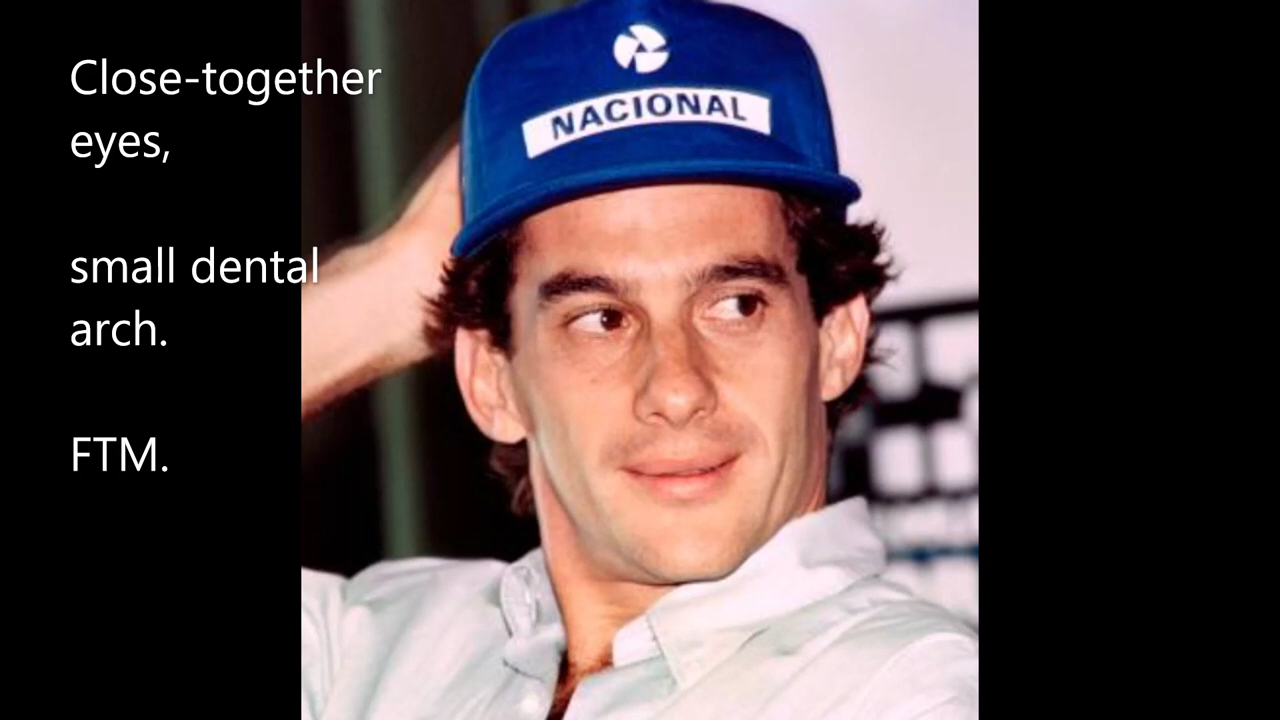 Close-together
eyes,
small dental
arch.
FTM.
NACIONAL